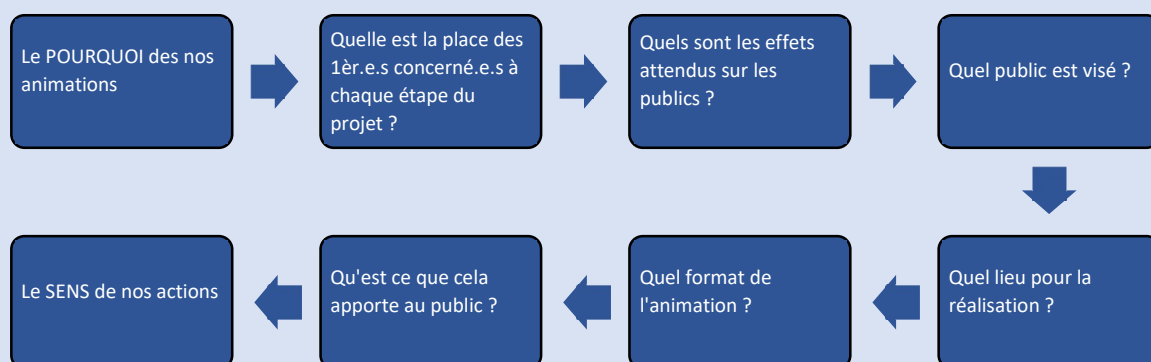 Le POURQUOI des nos
animations
Quelle est la place des
1èr.e.s concerné.e.s à
chaque étape du
projet ?
Quels sont les effets
attendus sur les
publics ?
Quel public est visé ?
Quel lieu pour la
réalisation ?
Quel format de
l'animation ?
Qu'est ce que cela
apporte au public ?
Le SENS de nos actions